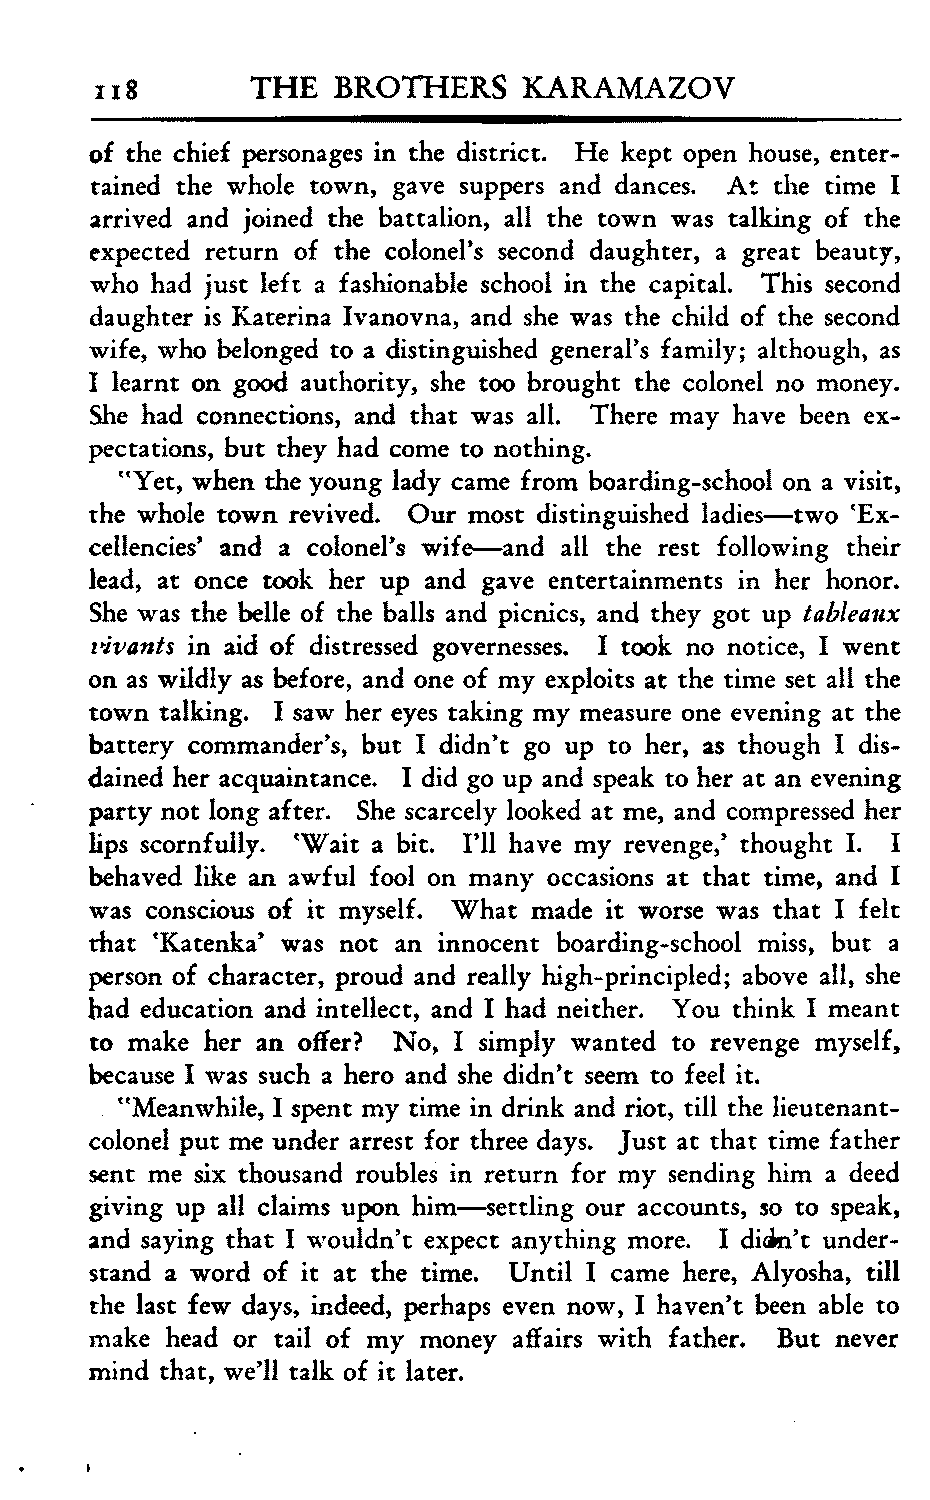 118 THE BROTHERS KARAMAZOV
of the chief personages in the district. He kept open house, enter-
tained the whole town, gave suppers and dances. At the time I
arrived and joined the battalion, all the town was talking of the
expected return of the colonel's second daughter, a great beauty,
who had just left a fashionable school in the capital. This second
daughter is Katerina Ivanovna, and she was the child of the second
wife, who belonged to a distinguished general's family; although, as
I learnt on good authority, she too brought the colonel no money.
She had connections, and that was all. There may have been ex-
pectations, but they had come to nothing.
"Yet, when the young lady came from boarding-school on a visit,
the whole town revived. Our most distinguished ladies—two 'Ex-
cellencies' and a colonel's wife—and all the rest following their
lead, at once took her up and gave entertainments in her honor.
She was the belle of the balls and picnics, and they got up tableaux
vivants in aid of distressed governesses. I took no notice, I went
on as wildly as before, and one of my exploits at the time set all the
town talking. I saw her eyes taking my measure one evening at the
battery commander's, but I didn't go up to her, as though I dis-
dained her acquaintance. I did go up and speak to her at an evening
party not long after. She scarcely looked at me, and compressed her
lips scornfully. 'Wait a bit. I'll have my revenge,' thought I. I
behaved like an awful fool on many occasions at that time, and I
was conscious of it myself. What made it worse was that I felt
that 'Katenka' was not an innocent boarding-school miss, but a
person of character, proud and really high-principled; above all, she
had education and intellect, and I had neither. You think I meant
to make her an offer? No, I simply wanted to revenge myself,
because I was such a hero and she didn't seem to feel it.
"Meanwhile, I spent my time in drink and riot, till the lieutenant-
colonel put me under arrest for three days. Just at that time father
sent me six thousand roubles in return for my sending him a deed
giving up all claims upon him—settling our accounts, so to speak,
and saying that I wouldn't expect anything more. I didn't under-
stand a word of it at the time. Until I came here, Alyosha, till
the last few days, indeed, perhaps even now, I haven't been able to
make head or tail of my money affairs with father. But never
mind that, we'll talk of it later.